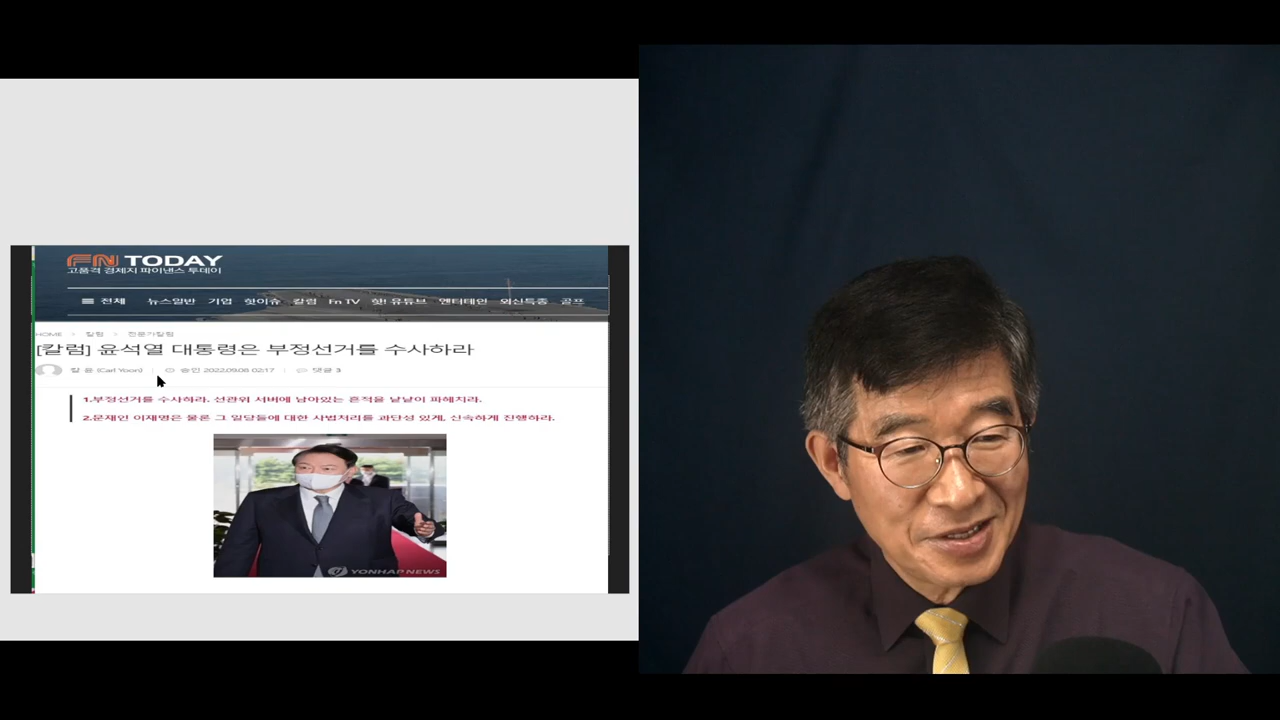 FN TODAY
고품격 경제지 파이낸스 투데이
전체 뉴스일반 기업 핫이슈 칼럼 Fn TV 핫! 유튜브 엔터테인 외신특종 골프
HOME > 칼럼 > 전문가칼럼
[칼럼] 윤석열 대통령은 부정선거를 수사하라
칼 윤 (Carl Yoon) 승인 2022.09.08 02:17 댓글 3
1.부정선거를 수사하라. 선관위 서버에 남아있는 흔적을 낱낱이 파헤치라.
2.문재인 이재명은 물론 그 일당들에 대한 사법처리를 과단성 있게, 신속하게 진행하라.
YONHAP NEWS